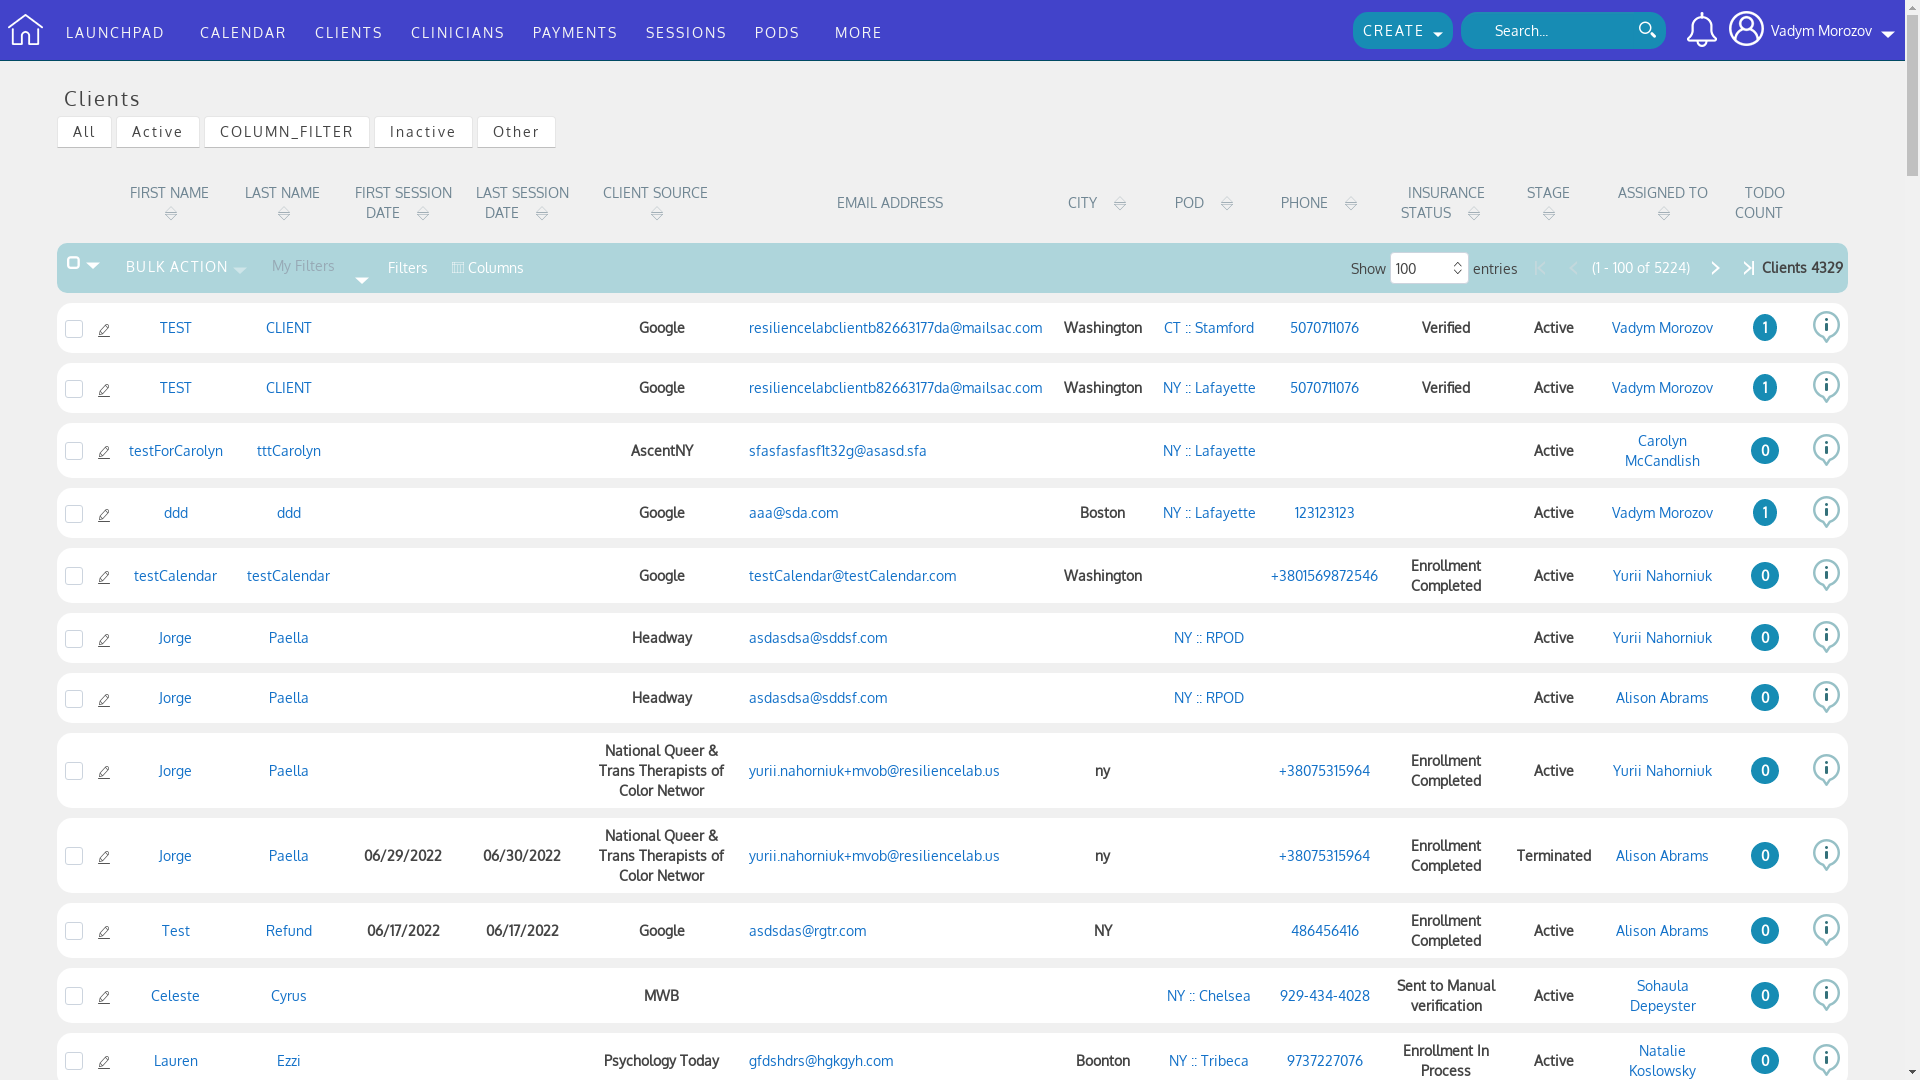 LAUNCHPAD CALENDAR CLIENTS CLINICIANS PAYMENTS SESSIONS PODS MORE CREATE Search... Vadym Morozov
Clients
All Active COLUMN_FILTER Inactive Other
FIRST NAME LAST NAME FIRST SESSION DATE LAST SESSION DATE CLIENT SOURCE EMAIL ADDRESS CITY POD PHONE INSURANCE STATUS STAGE ASSIGNED TO TODO COUNT
BULK ACTION My Filters Filters Columns Show 100 entries (1 - 100 of 5224) Clients 4329
TEST CLIENT Google resiliencelabclientb82663177da@mailsac.com Washington CT :: Stamford 5070711076 Verified Active Vadym Morozov 1
TEST CLIENT Google resiliencelabclientb82663177da@mailsac.com Washington NY :: Lafayette 5070711076 Verified Active Vadym Morozov 1
testForCarolyn tttCarolyn AscentNY sfasfasfasf1t32g@asasd.sfa NY :: Lafayette Active Carolyn McCandlish 0
ddd ddd Google aaa@sda.com Boston NY :: Lafayette 123123123 Active Vadym Morozov 1
testCalendar testCalendar Google testCalendar@testCalendar.com Washington +3801569872546 Enrollment Completed Active Yurii Nahorniuk 0
Jorge Paella Headway asdasdsa@sddsf.com NY :: RPOD Active Yurii Nahorniuk 0
Jorge Paella Headway asdasdsa@sddsf.com NY :: RPOD Active Alison Abrams 0
Jorge Paella National Queer & Trans Therapists of Color Networ yurii.nahorniuk+mvob@resiliencelab.us ny +38075315964 Enrollment Completed Active Yurii Nahorniuk 0
Jorge Paella 06/29/2022 06/30/2022 National Queer & Trans Therapists of Color Networ yurii.nahorniuk+mvob@resiliencelab.us ny +38075315964 Enrollment Completed Terminated Alison Abrams 0
Test Refund 06/17/2022 06/17/2022 Google asdsdas@rgtr.com NY 486456416 Enrollment Completed Active Alison Abrams 0
Celeste Cyrus MWB NY :: Chelsea 929-434-4028 Sent to Manual verification Active Sohaula Depeyster 0
Lauren Ezzi Psychology Today gfdshdrs@hgkgyh.com Boonton NY :: Tribeca 9737227076 Enrollment In Process Active Natalie Koslowsky 0